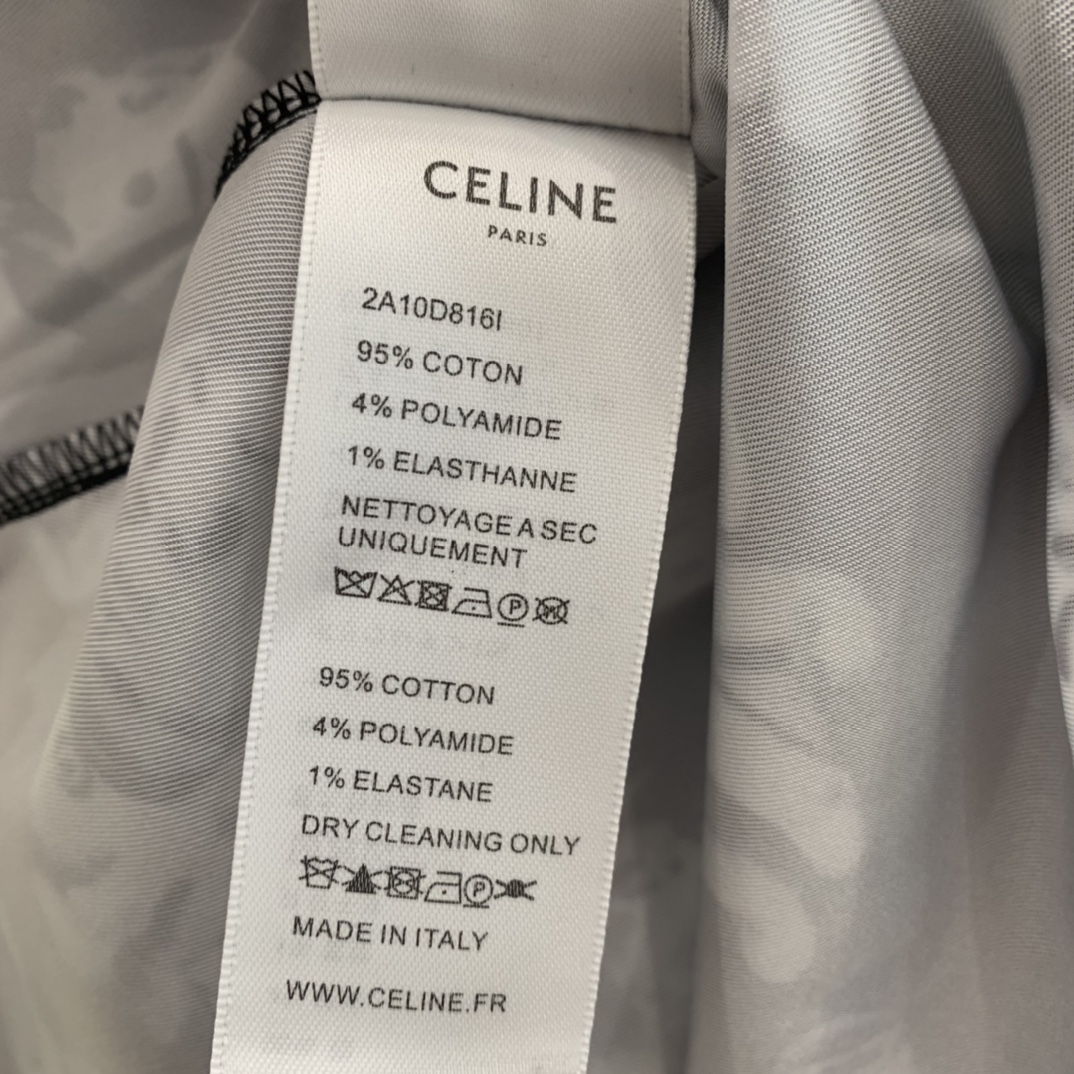 CELINE
PARIS
2A10D816I
95% COTON
4% POLYAMIDE
1% ELASTHANNE
NETTOYAGE A SEC
UNIQUEMENT
P W
95% COTTON
4% POLYAMIDE
1% ELASTANE
DRY CLEANING ONLY
P
MADE IN ITALY
WWW.CELINE.FR